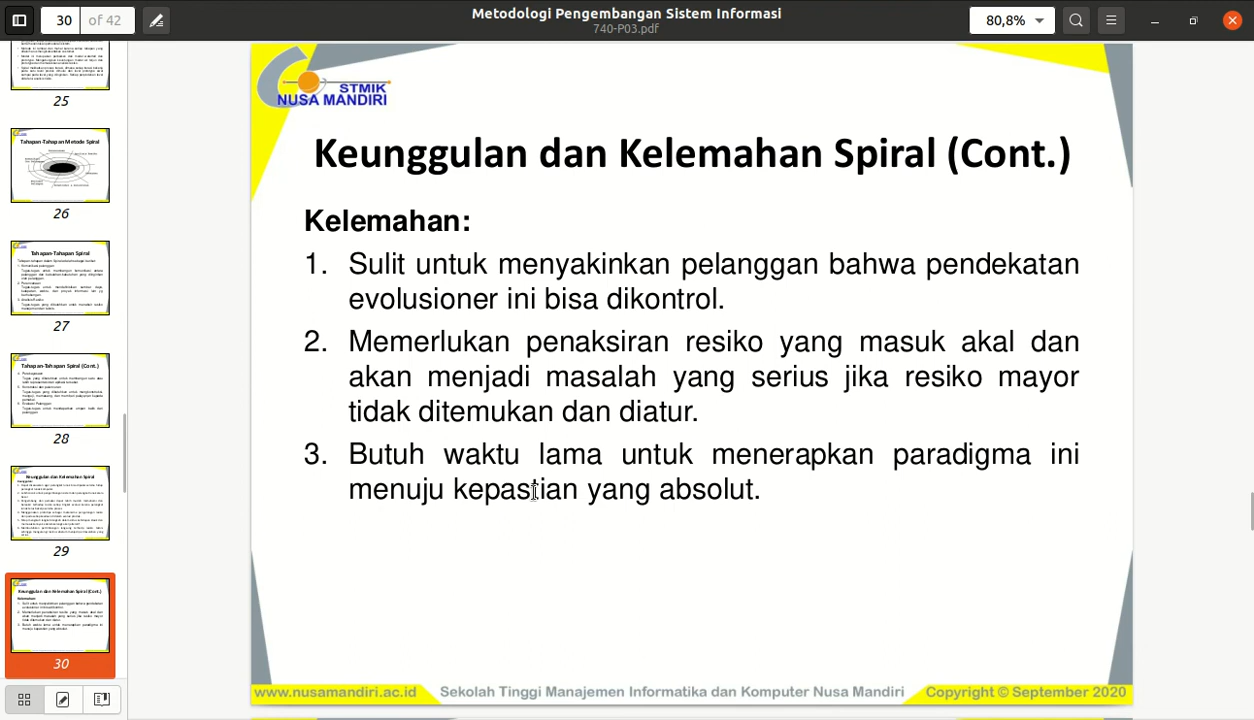 Metodologi Pengembangan Sistem Informasi
740-P03.pdf
30 of 42
80,8%
25
Tahapan-Tahapan Metode Spiral
26
Tahapan-Tahapan Spiral
27
Tahapan-Tahapan Spiral (Cont.)
28
Keunggulan dan Kelemahan Spiral
29
Keunggulan dan Kelemahan Spiral (Cont.)
30
STMIK
NUSA MANDIRI
Keunggulan dan Kelemahan Spiral (Cont.)
Kelemahan:
1. Sulit untuk menyakinkan pelanggan bahwa pendekatan
evolusioner ini bisa dikontrol.
2. Memerlukan penaksiran resiko yang masuk akal dan
akan menjadi masalah yang serius jika resiko mayor
tidak ditemukan dan diatur.
3. Butuh waktu lama untuk menerapkan paradigma ini
menuju kepastian yang absolut.
www.nusamandiri.ac.id Sekolah Tinggi Manajemen Informatika dan Komputer Nusa Mandiri Copyright © September 2020